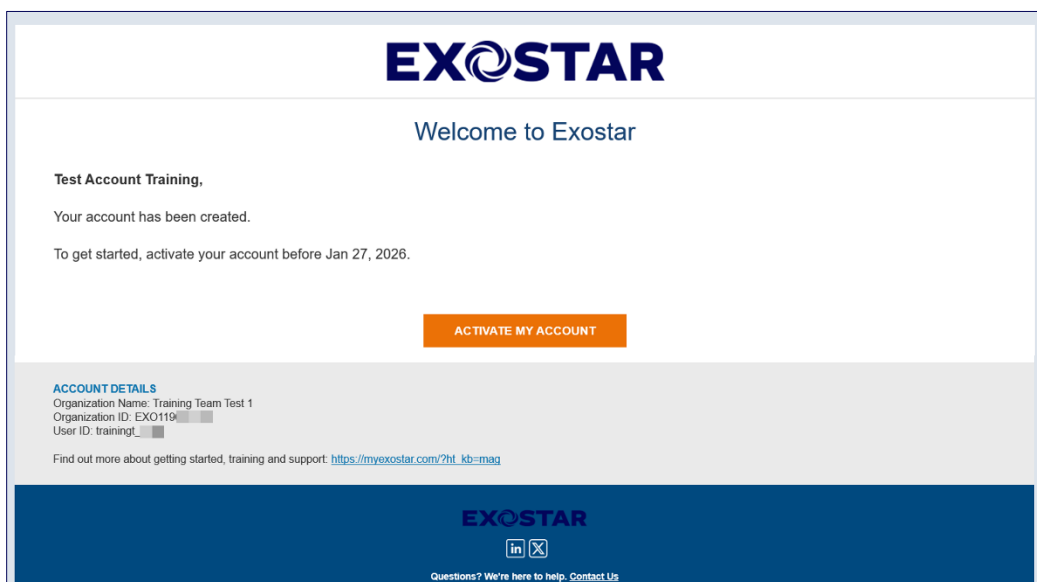 EXOSTAR
Welcome to Exostar
Test Account Training,
Your account has been created.
To get started, activate your account before Jan 27, 2026.
ACTIVATE MY ACCOUNT
ACCOUNT DETAILS
Organization Name: Training Team Test 1
Organization ID: EXO119
User ID: trainingt_
Find out more about getting started, training and support: https://myexostar.com/?ht_kb=mag
EXOSTAR
in X
Questions? We're here to help. Contact Us